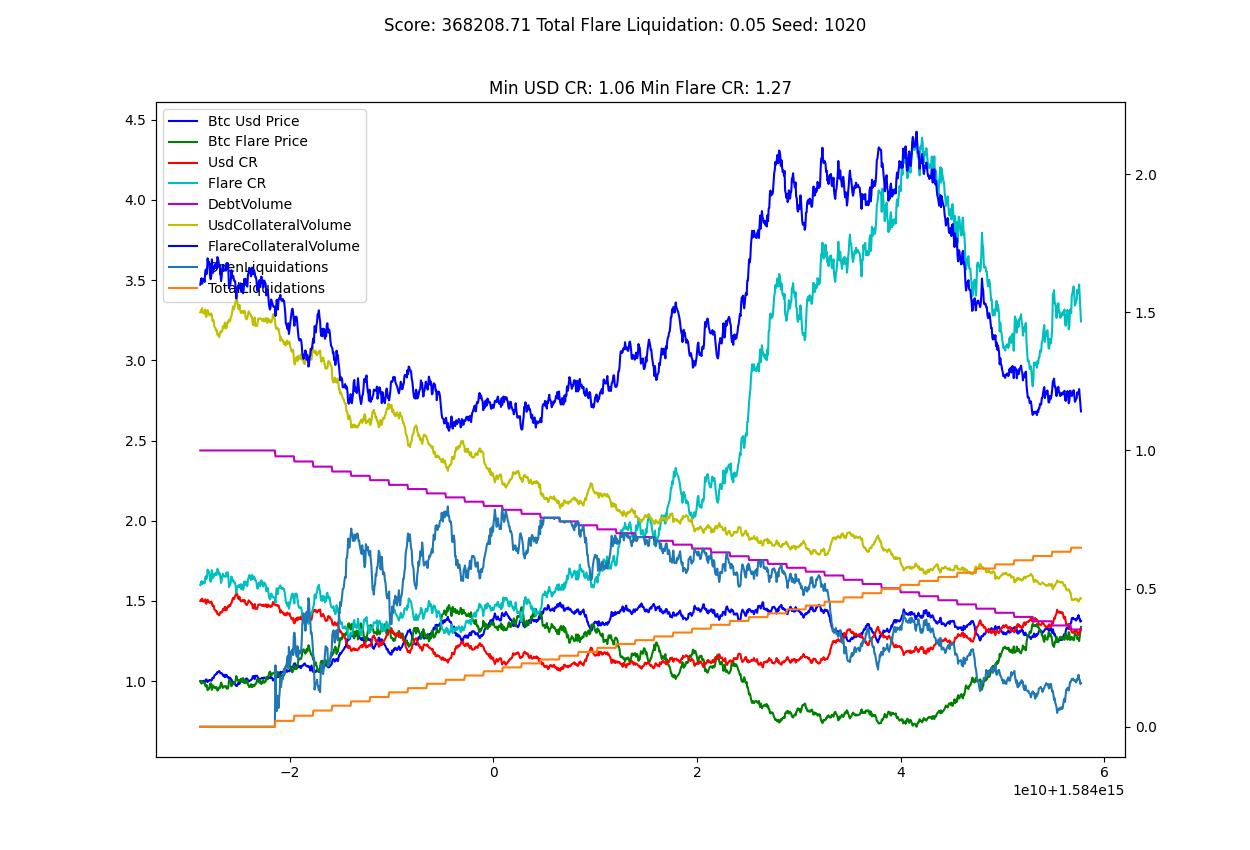 Score: 368208.71 Total Flare Liquidation: 0.05 Seed: 1020
Min USD CR: 1.06 Min Flare CR: 1.27
Btc Usd Price
Btc Flare Price
Usd CR
Flare CR
DebtVolume
UsdCollateralVolume
FlareCollateralVolume
OpenLiquidations
TotalLiquidations
4.5
4.0
3.5
3.0
2.5
2.0
1.5
1.0
2.0
1.5
1.0
0.5
0.0
−2
0
2
4
6
1e10+1.584e15